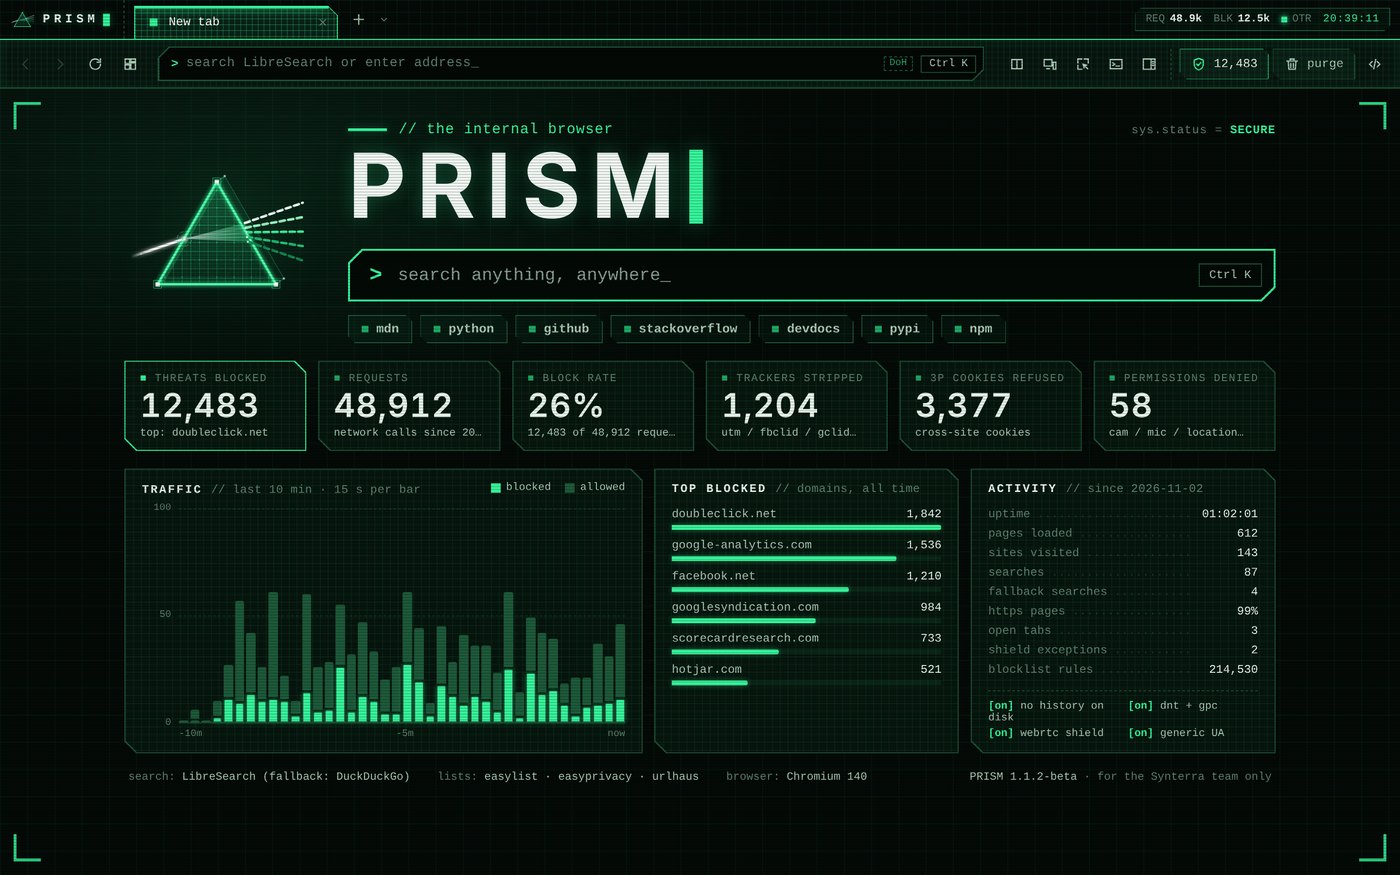 PRISM
New tab
REQ 48.9k BLK 12.5k OTR 20:39:11
> search LibreSearch or enter address_ DoH Ctrl K
12,483
purge
// the internal browser
sys.status = SECURE
PRISM
> search anything, anywhere_ Ctrl K
mdn python github stackoverflow devdocs pypi npm
THREATS BLOCKED
12,483
top: doubleclick.net
REQUESTS
48,912
network calls since 20…
BLOCK RATE
26%
12,483 of 48,912 reque…
TRACKERS STRIPPED
1,204
utm / fbclid / gclid…
3P COOKIES REFUSED
3,377
cross-site cookies
PERMISSIONS DENIED
58
cam / mic / location…
TRAFFIC // last 10 min · 15 s per bar
blocked allowed
100
50
0
-10m -5m now
TOP BLOCKED // domains, all time
doubleclick.net 1,842
google-analytics.com 1,536
facebook.net 1,210
googlesyndication.com 984
scorecardresearch.com 733
hotjar.com 521
ACTIVITY // since 2026-11-02
uptime 01:02:01
pages loaded 612
sites visited 143
searches 87
fallback searches 4
https pages 99%
open tabs 3
shield exceptions 2
blocklist rules 214,530
[on] no history on disk
[on] dnt + gpc
[on] webrtc shield
[on] generic UA
search: LibreSearch (fallback: DuckDuckGo) lists: easylist · easyprivacy · urlhaus browser: Chromium 140
PRISM 1.1.2-beta · for the Synterra team only